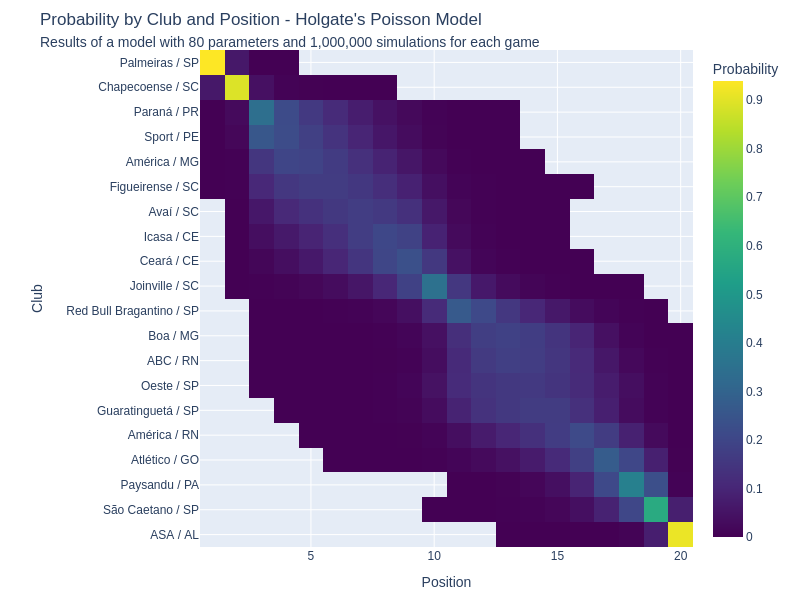 Probability by Club and Position - Holgate's Poisson Model
Results of a model with 80 parameters and 1,000,000 simulations for each game
Probability
Palmeiras / SP
Chapecoense / SC
Paraná / PR
Sport / PE
América / MG
Figueirense / SC
Avaí / SC
Icasa / CE
Ceará / CE
Joinville / SC
Red Bull Bragantino / SP
Boa / MG
ABC / RN
Oeste / SP
Guaratinguetá / SP
América / RN
Atlético / GO
Paysandu / PA
São Caetano / SP
ASA / AL
Club
5
10
15
20
Position
0.9
0.8
0.7
0.6
0.5
0.4
0.3
0.2
0.1
0